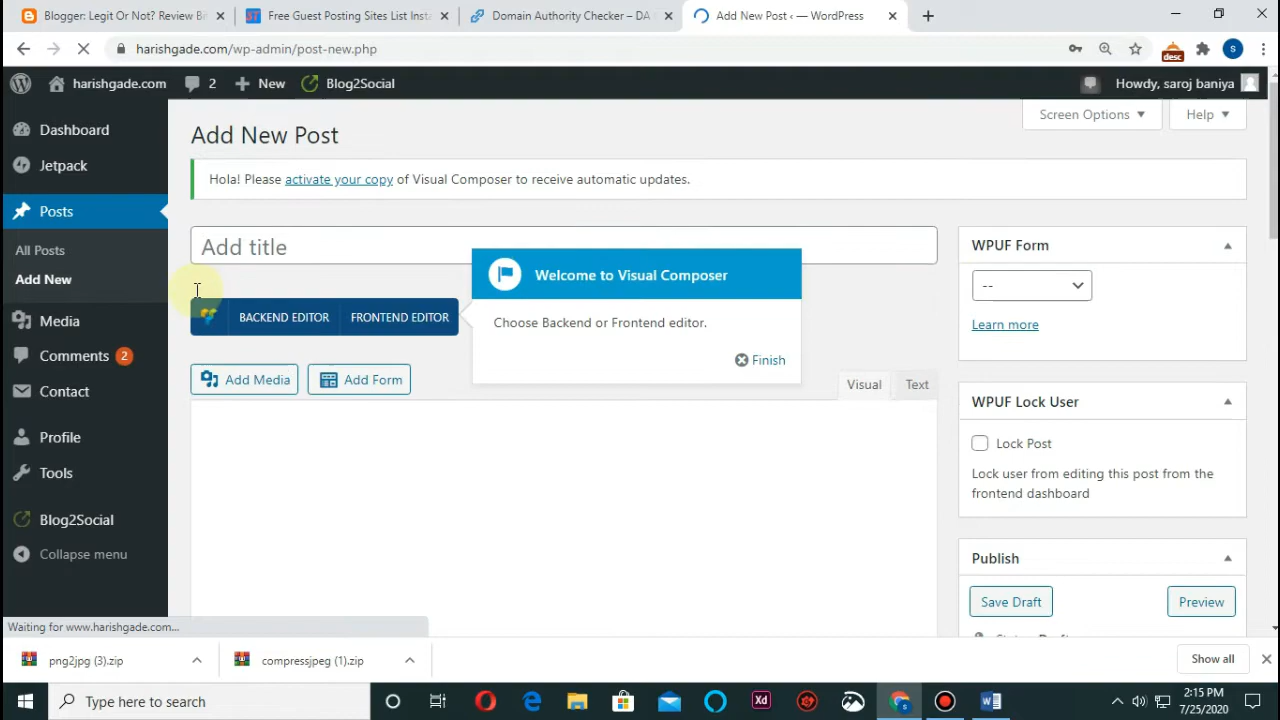 Blogger: Legit Or Not? Review Bi
Free Guest Posting Sites List Insta
Domain Authority Checker – DA C
Add New Post ‹ — WordPress
harishgade.com/wp-admin/post-new.php
desc
S
harishgade.com
2
New
Blog2Social
Howdy, saroj baniya
Dashboard
Jetpack
Posts
All Posts
Add New
Media
Comments 2
Contact
Profile
Tools
Blog2Social
Collapse menu
Screen Options
Help
Add New Post
Hola! Please activate your copy of Visual Composer to receive automatic updates.
Add title
BACKEND EDITOR
FRONTEND EDITOR
Welcome to Visual Composer
Choose Backend or Frontend editor.
Finish
Add Media
Add Form
Visual
Text
WPUF Form
--
Learn more
WPUF Lock User
Lock Post
Lock user from editing this post from the
frontend dashboard
Publish
Save Draft
Preview
Waiting for www.harishgade.com...
png2jpg (3).zip
compressjpeg (1).zip
Show all
Type here to search
Xd
2:15 PM
7/25/2020